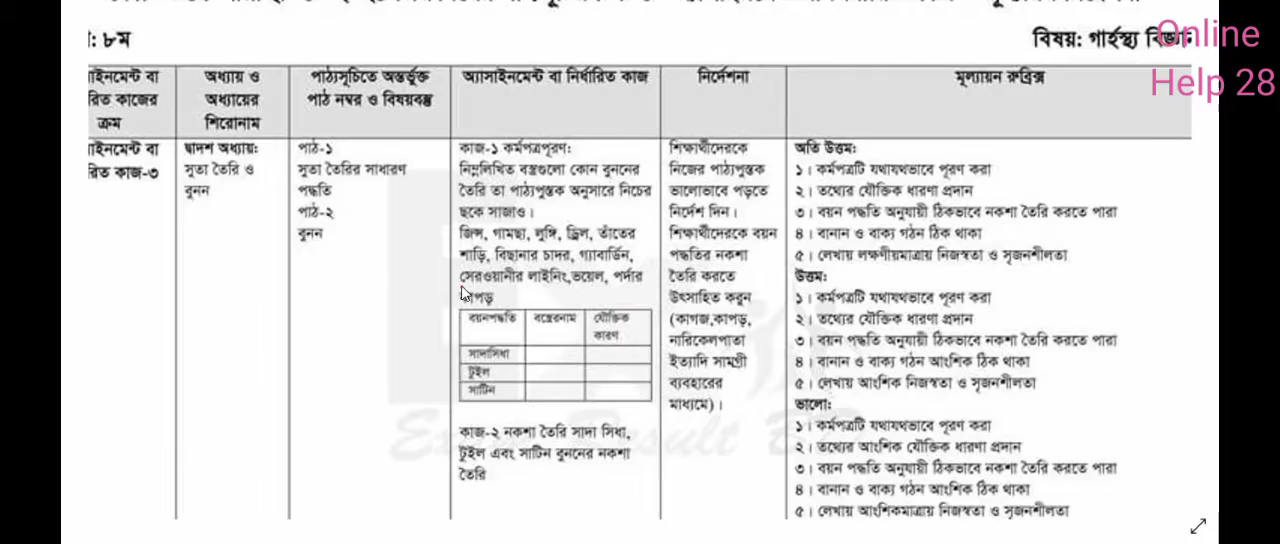 : ৮ম
বিষয়: গার্হস্থ্য
Online
Help 28
াইনমেন্ট বা
রিত কাজের
ক্রম
অধ্যায় ও
অধ্যায়ের
শিরোনাম
পাঠ্যসূচিতে অন্তর্ভুক্ত
পাঠ নম্বর ও বিষয়বস্তু
অ্যাসাইনমেন্ট বা নির্ধারিত কাজ
নির্দেশনা
মূল্যায়ন রুব্রিক্স
াইনমেন্ট বা
রিত কাজ-৩
দ্বাদশ অধ্যায়:
সুতা তৈরি ও
বুনন
পাঠ-১
সুতা তৈরির সাধারণ
পদ্ধতি
পাঠ-২
বুনন
কাজ-১ কর্মপত্রপূরণ:
নিম্নলিখিত বস্ত্রগুলো কোন বুননের
তৈরি তা পাঠ্যপুস্তক অনুসারে নিচের
ছকে সাজাও।
জিন্স, গামছা, লুঙ্গি, ড্রিল, তাঁতের
শাড়ি, বিছানার চাদর, গ্যাবার্ডিন,
সেরওয়ানীর লাইনিং,ভয়েল, পর্দার
াপড়
বয়নপদ্ধতি
বস্ত্রেরনাম
যৌক্তিক
কারণ
সাদাসিধা
টুইল
সাটিন
কাজ-২ নকশা তৈরি সাদা সিধা,
টুইল এবং সাটিন বুননের নকশা
তৈরি
শিক্ষার্থীদেরকে
নিজের পাঠ্যপুস্তক
ভালোভাবে পড়তে
নির্দেশ দিন।
শিক্ষার্থীদেরকে বয়ন
পদ্ধতির নকশা
তৈরি করতে
উৎসাহিত করুন
(কাগজ,কাপড়,
নারিকেলপাতা
ইত্যাদি সামগ্রী
ব্যবহারের
মাধ্যমে)।
অতি উত্তম:
১। কর্মপত্রটি যথাযথভাবে পূরণ করা
২। তথ্যের যৌক্তিক ধারণা প্রদান
৩। বয়ন পদ্ধতি অনুযায়ী ঠিকভাবে নকশা তৈরি করতে পারা
৪। বানান ও বাক্য গঠন ঠিক থাকা
৫। লেখায় লক্ষণীয়মাত্রায় নিজস্বতা ও সৃজনশীলতা
উত্তম:
১। কর্মপত্রটি যথাযথভাবে পূরণ করা
২। তথ্যের যৌক্তিক ধারণা প্রদান
৩। বয়ন পদ্ধতি অনুযায়ী ঠিকভাবে নকশা তৈরি করতে পারা
৪। বানান ও বাক্য গঠন আংশিক ঠিক থাকা
৫। লেখায় আংশিক নিজস্বতা ও সৃজনশীলতা
ভালো:
১। কর্মপত্রটি যথাযথভাবে পূরণ করা
২। তথ্যের আংশিক যৌক্তিক ধারণা প্রদান
৩। বয়ন পদ্ধতি অনুযায়ী ঠিকভাবে নকশা তৈরি করতে পারা
৪। বানান ও বাক্য গঠন আংশিক ঠিক থাকা
৫। লেখায় আংশিকমাত্রায় নিজস্বতা ও সৃজনশীলতা